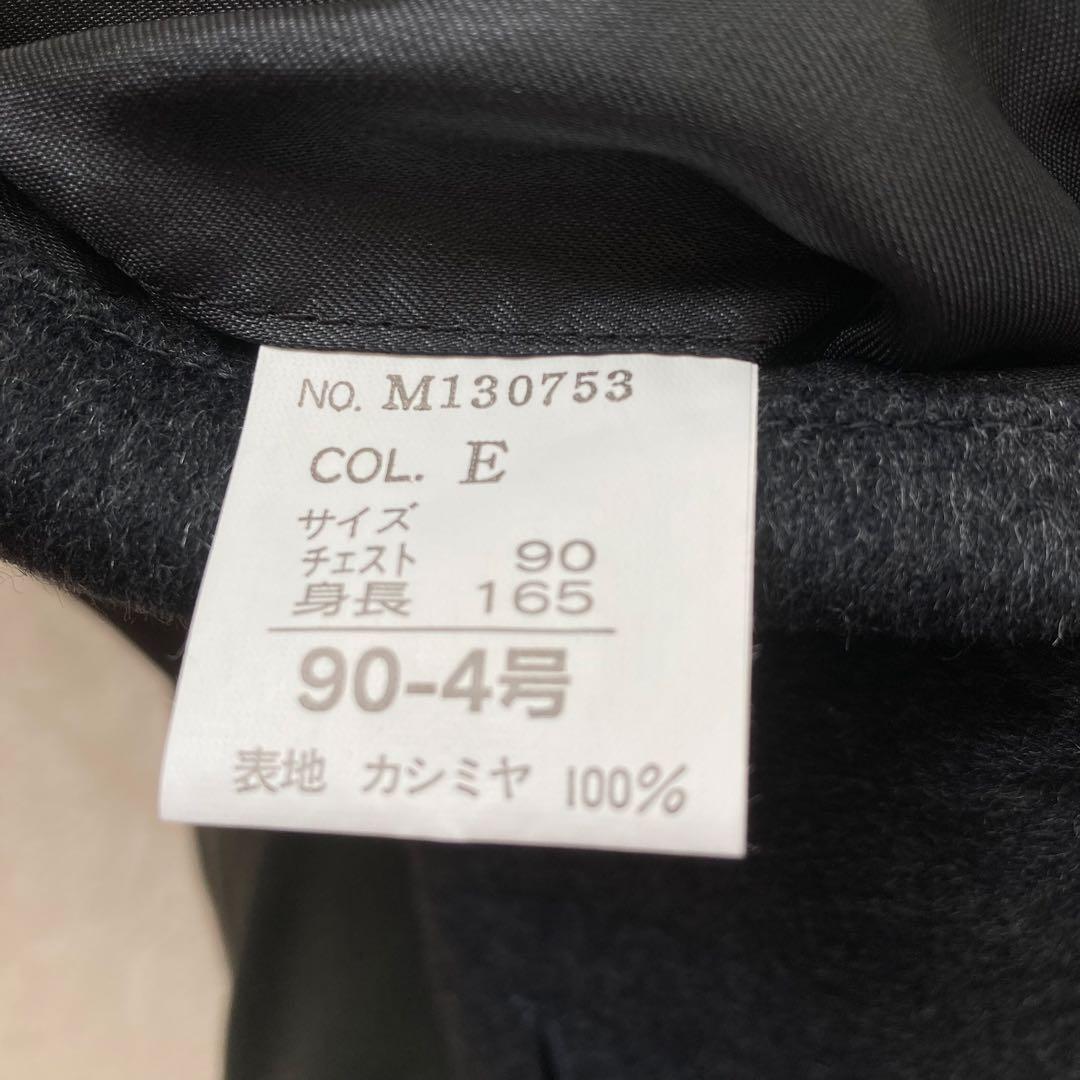 NO. M130753
COL. E
サイズ
チェスト 90
身長 165
90-4号
表地 カシミヤ 100%